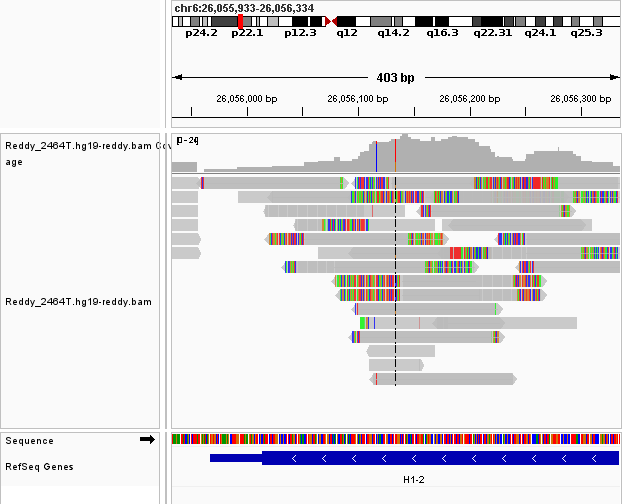 chr6:26,055,933-26,056,334
p24.2 p22.1 p12.3 q12 q14.2 q16.3 q22.31 q24.1 q25.3
403 bp
26,056,000 bp 26,056,100 bp 26,056,200 bp 26,056,300 bp
Reddy_2464T.hg19-reddy.bam Cov
age
Reddy_2464T.hg19-reddy.bam
Sequence
RefSeq Genes
H1-2